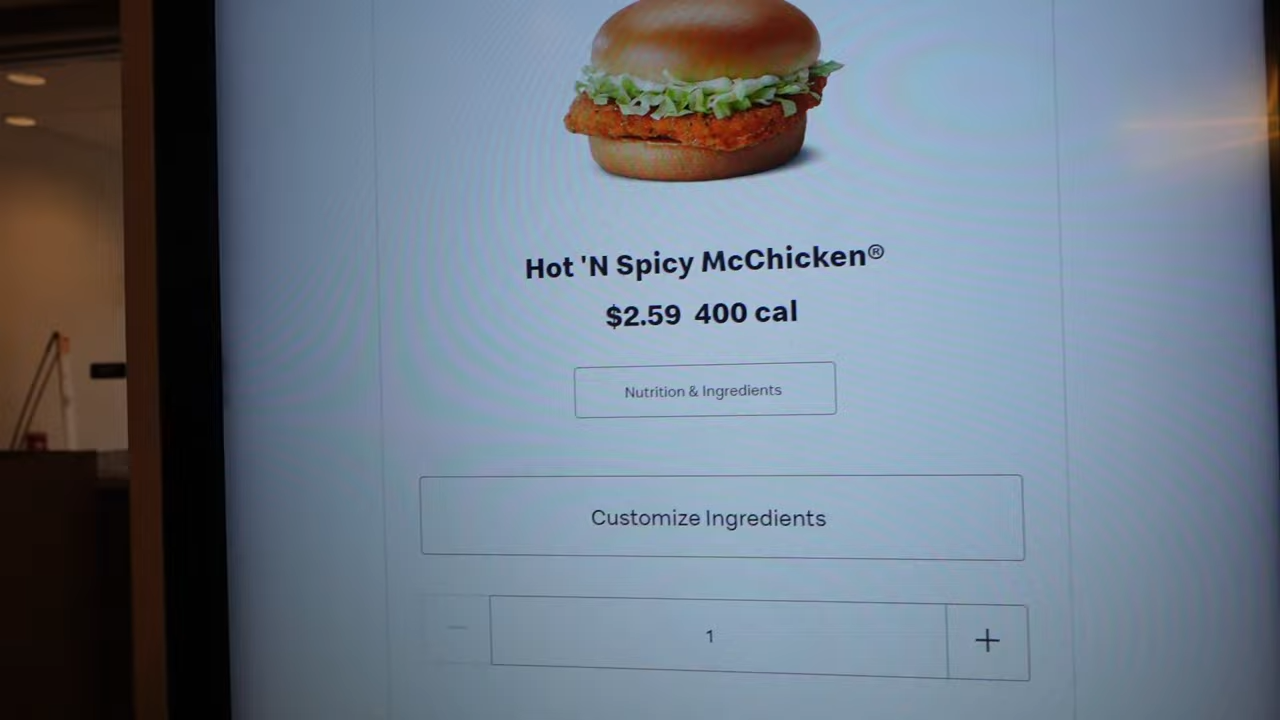 Hot 'N Spicy McChicken®
$2.59 400 cal
Nutrition & Ingredients
Customize Ingredients
− 1 +